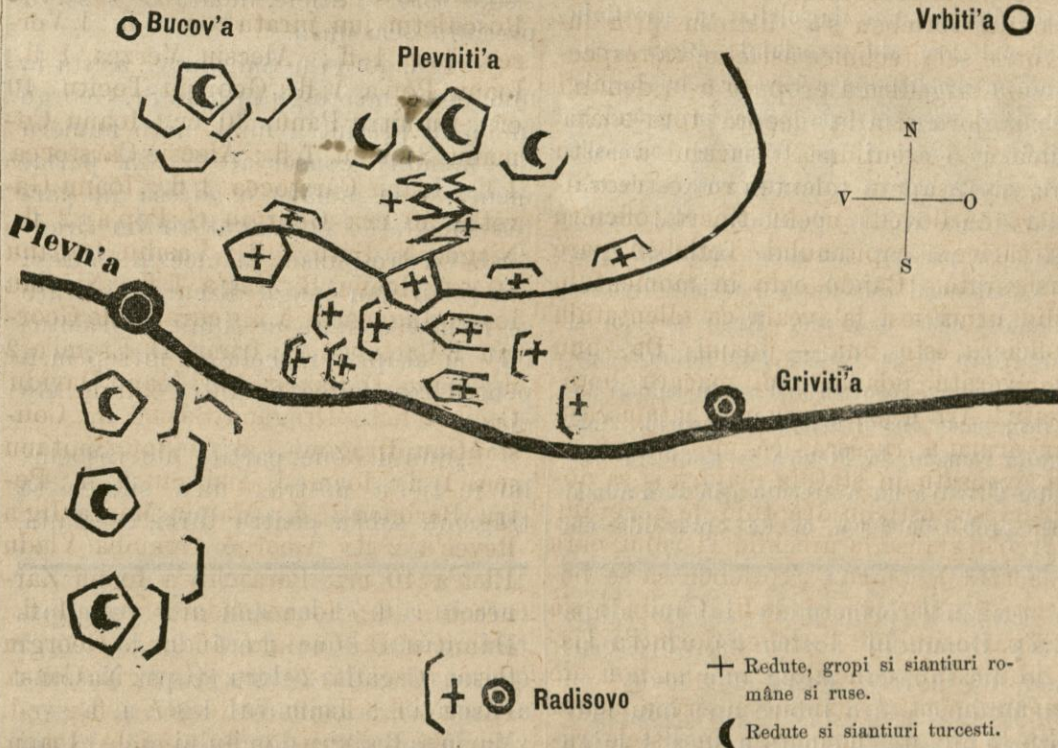 Bucov'a
Vrbiti'a
Plevniti'a
N
V
O
S
Plevn'a
Griviti'a
Radisovo
Redute, gropi si siantiuri ro-
mâne si ruse.
Redute si siantiuri turcesti.